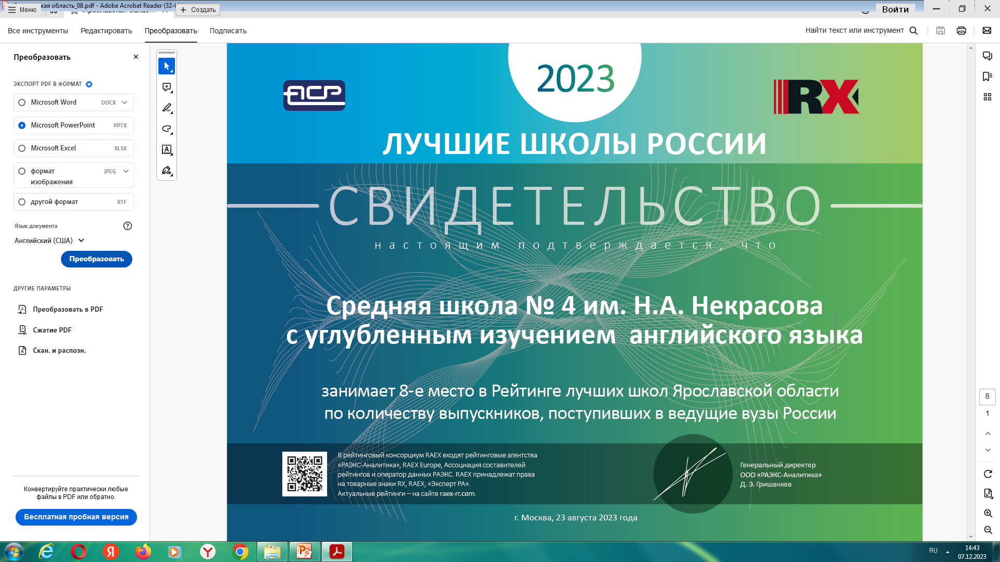 кая область_08.pdf - Adobe Acrobat Reader (32-
Меню
Создать
Войти
Все инструменты
Редактировать
Преобразовать
Подписать
Найти текст или инструмент
Преобразовать
ЭКСПОРТ PDF В ФОРМАТ
Microsoft Word DOCX
Microsoft PowerPoint PPTX
Microsoft Excel XLSX
формат JPEG
изображения
другой формат RTF
Язык документа
Английский (США)
Преобразовать
ДРУГИЕ ПАРАМЕТРЫ
Преобразовать в PDF
Сжатие PDF
Скан. и распозн.
Конвертируйте практически любые
файлы в PDF или обратно.
Бесплатная пробная версия
АСР
2023
RX
ЛУЧШИЕ ШКОЛЫ РОССИИ
СВИДЕТЕЛЬСТВО
настоящим подтверждается, что
Средняя школа № 4 им. Н.А. Некрасова
с углубленным изучением английского языка
занимает 8-е место в Рейтинге лучших школ Ярославской области
по количеству выпускников, поступивших в ведущие вузы России
В рейтинговый консорциум RAEX входят рейтинговые агентства
«РАЭКС-Аналитика», RAEX Europe, Ассоциация составителей
рейтингов и оператор данных РАЭКС. RAEX принадлежат права
на товарные знаки RX, RAEX, «Эксперт РА».
Актуальные рейтинги – на сайте raex-rr.com.
Генеральный директор
ООО «РАЭКС-Аналитика»
Д. Э. Гришанков
г. Москва, 23 августа 2023 года
8
1
RU
14:43
07.12.2023